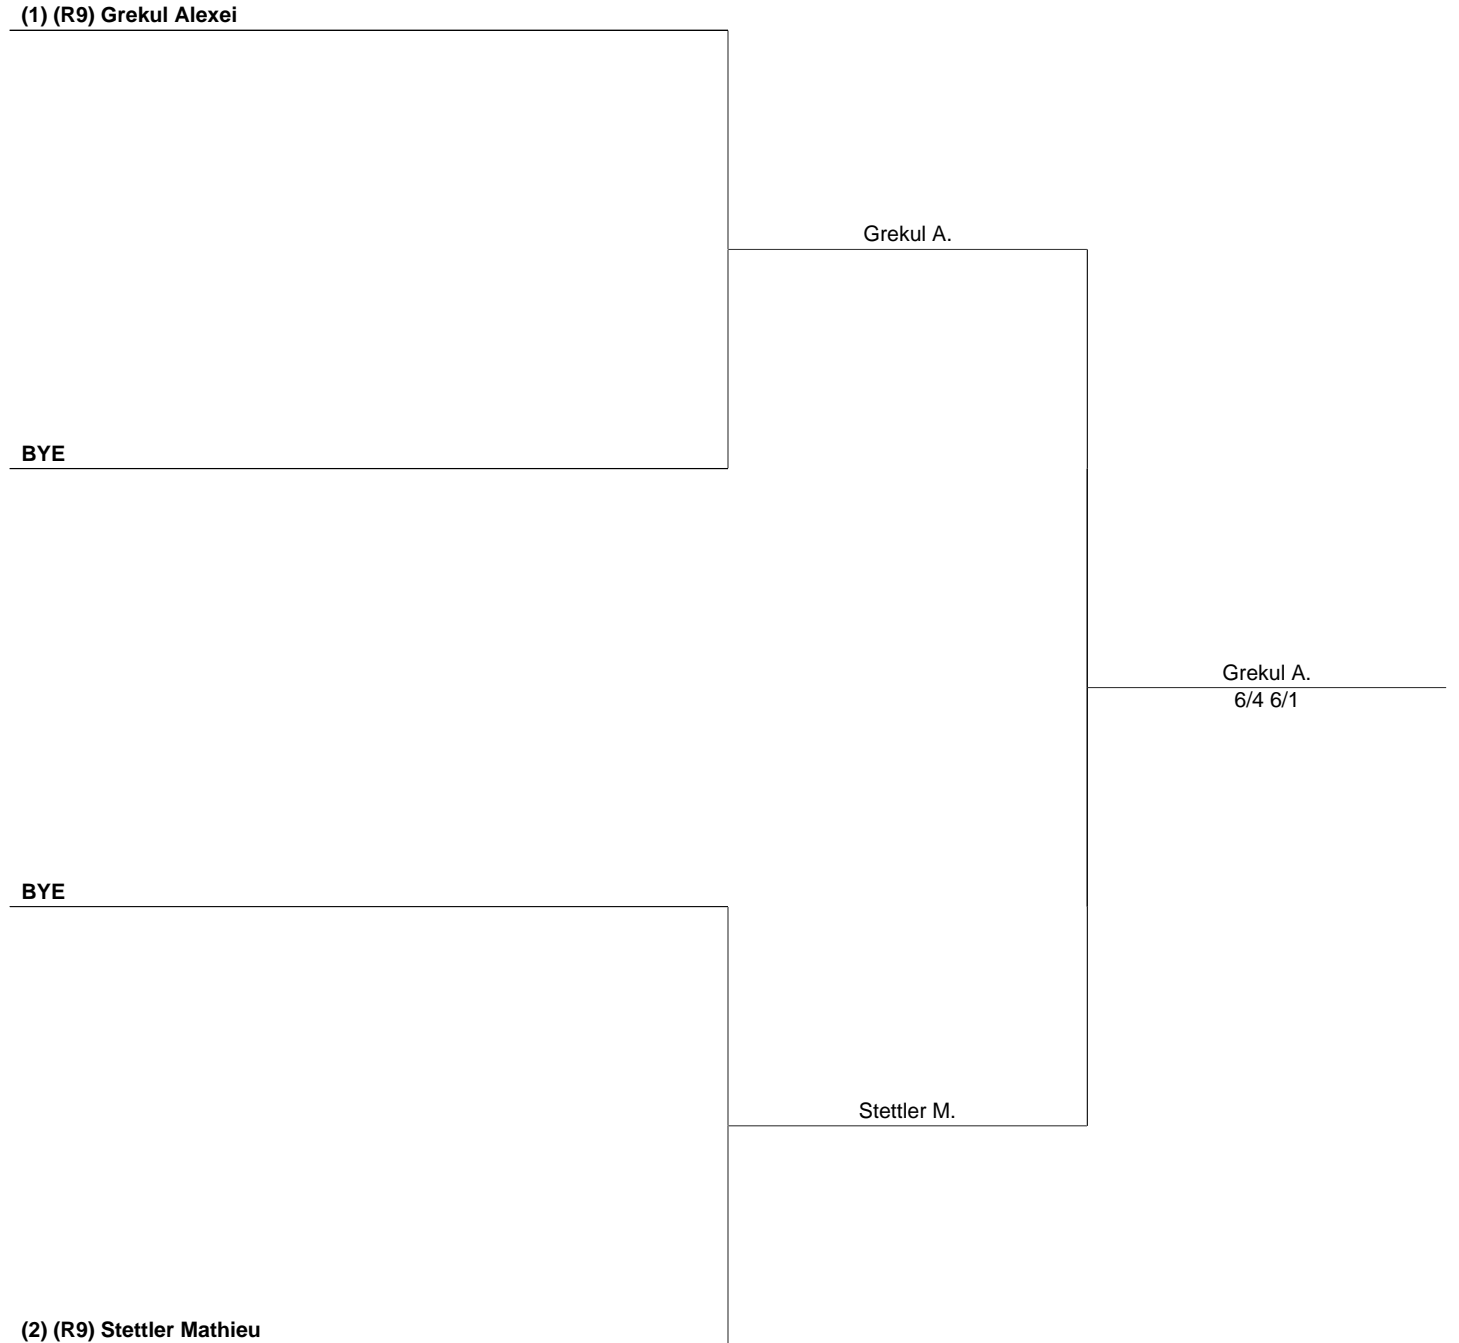 (1) (R9) Grekul Alexei
Grekul A.
BYE
Grekul A.
6/4 6/1
BYE
Stettler M.
(2) (R9) Stettler Mathieu